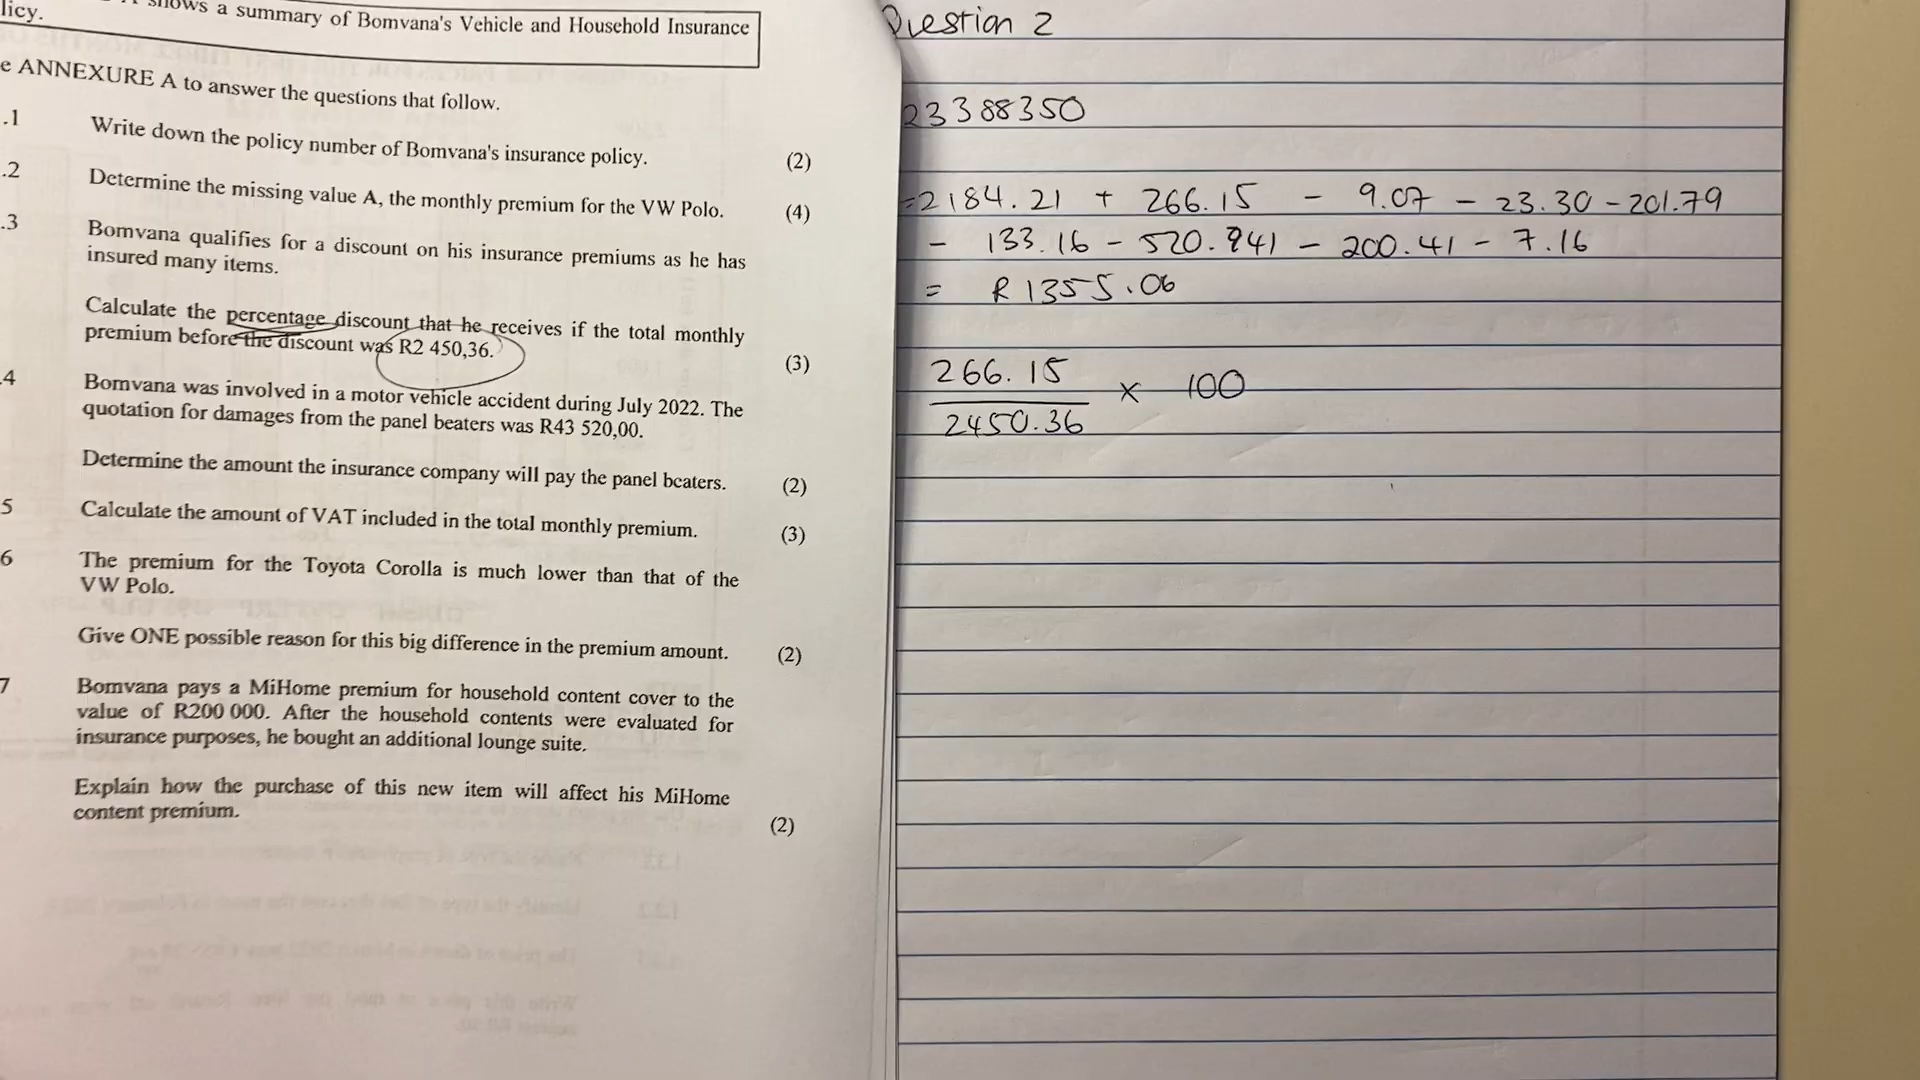 licy.
shows a summary of Bomvana's Vehicle and Household Insurance
e ANNEXURE A to answer the questions that follow.
.1 Write down the policy number of Bomvana's insurance policy. (2)
.2 Determine the missing value A, the monthly premium for the VW Polo. (4)
.3 Bomvana qualifies for a discount on his insurance premiums as he has
insured many items.
Calculate the percentage discount that he receives if the total monthly
premium before the discount was R2 450,36. (3)
.4 Bomvana was involved in a motor vehicle accident during July 2022. The
quotation for damages from the panel beaters was R43 520,00.
Determine the amount the insurance company will pay the panel beaters. (2)
5 Calculate the amount of VAT included in the total monthly premium. (3)
6 The premium for the Toyota Corolla is much lower than that of the
VW Polo.
Give ONE possible reason for this big difference in the premium amount. (2)
7 Bomvana pays a MiHome premium for household content cover to the
value of R200 000. After the household contents were evaluated for
insurance purposes, he bought an additional lounge suite.
Explain how the purchase of this new item will affect his MiHome
content premium. (2)
Question 2
23388350
=2184.21 + 266.15 - 9.07 - 23.30 - 201.79
- 133.16 - 520.41 - 200.41 - 7.16
= R1355.06
266.15
2450.36 × 100